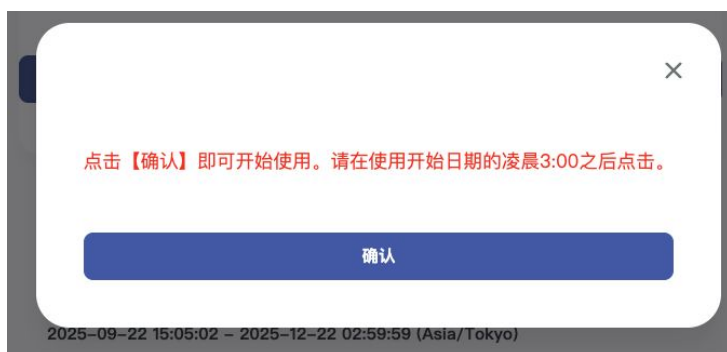 点击【确认】即可开始使用。请在使用开始日期的凌晨3:00之后点击。
确认
2025-09-22 15:05:02 - 2025-12-22 02:59:59 (Asia/Tokyo)